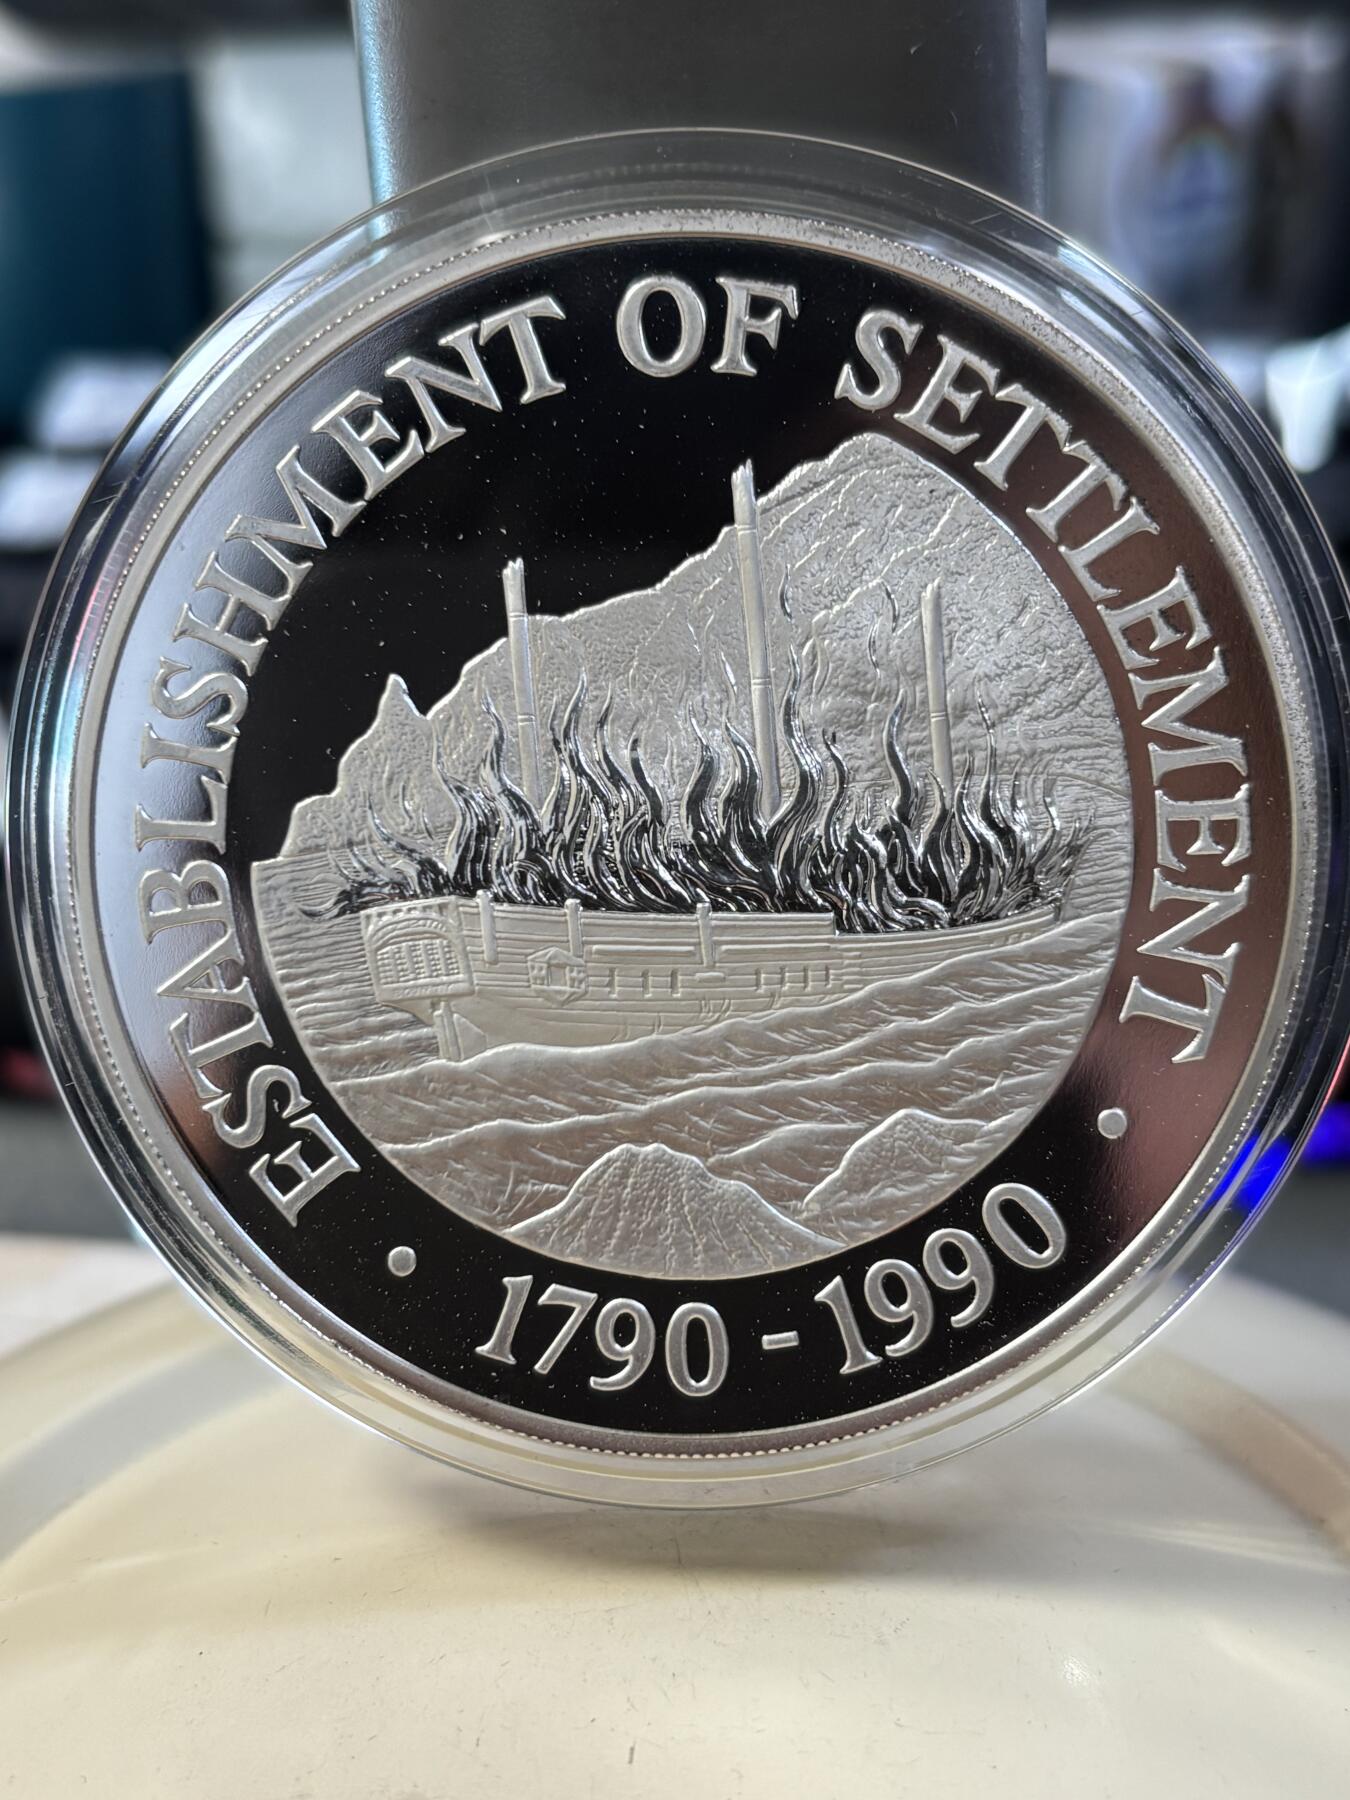 ESTABLISHMENT OF SETTLEMENT
• 1790 - 1990 •